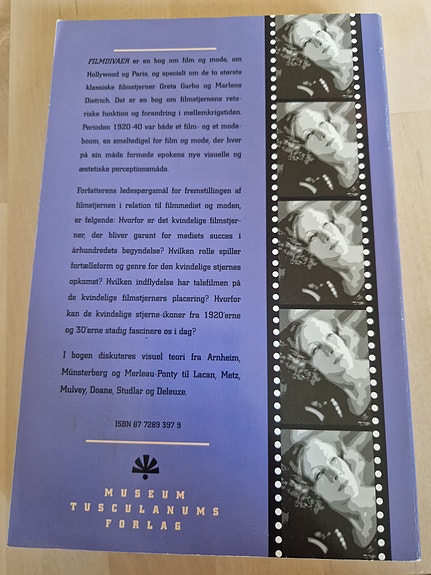 FILMDIVAER er en bog om film og mode, om
Hollywood og Paris, og specielt om de to største
klassiske filmstjerner Greta Garbo og Marlene
Dietrich. Det er en bog om filmstjernens reto-
riske funktion og forandring i mellemkrigstiden.
Perioden 1920-40 var både et film- og et mode-
boom, en smeltedigel for film og mode, der hver
på sin måde formede epokens nye visuelle og
æstetiske perceptionsmåde.
Forfatterens ledespørgsmål for fremstillingen af
filmstjernen i relation til filmmediet og moden,
er følgende: Hvorfor er det kvindelige filmstjer-
ner, der bliver garant for mediets succes i
århundredets begyndelse? Hvilken rolle spiller
fortælleform og genre for den kvindelige stjernes
opkomst? Hvilken indflydelse har talefilmen på
de kvindelige filmstjerners placering? Hvorfor
kan de kvindelige stjerne-ikoner fra 1920'erne
og 30'erne stadig fascinere os i dag?
I bogen diskuteres visuel teori fra Arnheim,
Münsterberg og Merleau-Ponty til Lacan, Metz,
Mulvey, Doane, Studlar og Deleuze.
ISBN 87 7289 397 9
MUSEUM
TUSCULANUMS
FORLAG